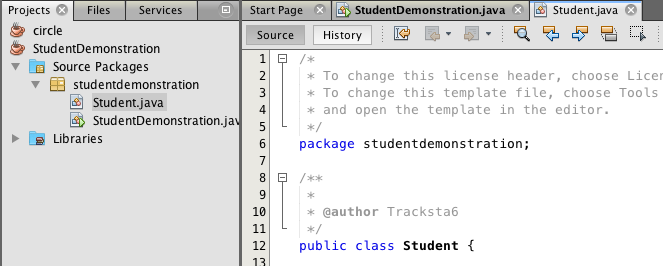 Projects Files Services
circle
StudentDemonstration
Source Packages
studentdemonstration
Student.java
StudentDemonstration.jav
Libraries
Start Page StudentDemonstration.java Student.java
Source History
1 /*
2 * To change this license header, choose Licen
3 * To change this template file, choose Tools
4 * and open the template in the editor.
5 */
6 package studentdemonstration;
7
8 /**
9 *
10 * @author Tracksta6
11 */
12 public class Student {
13